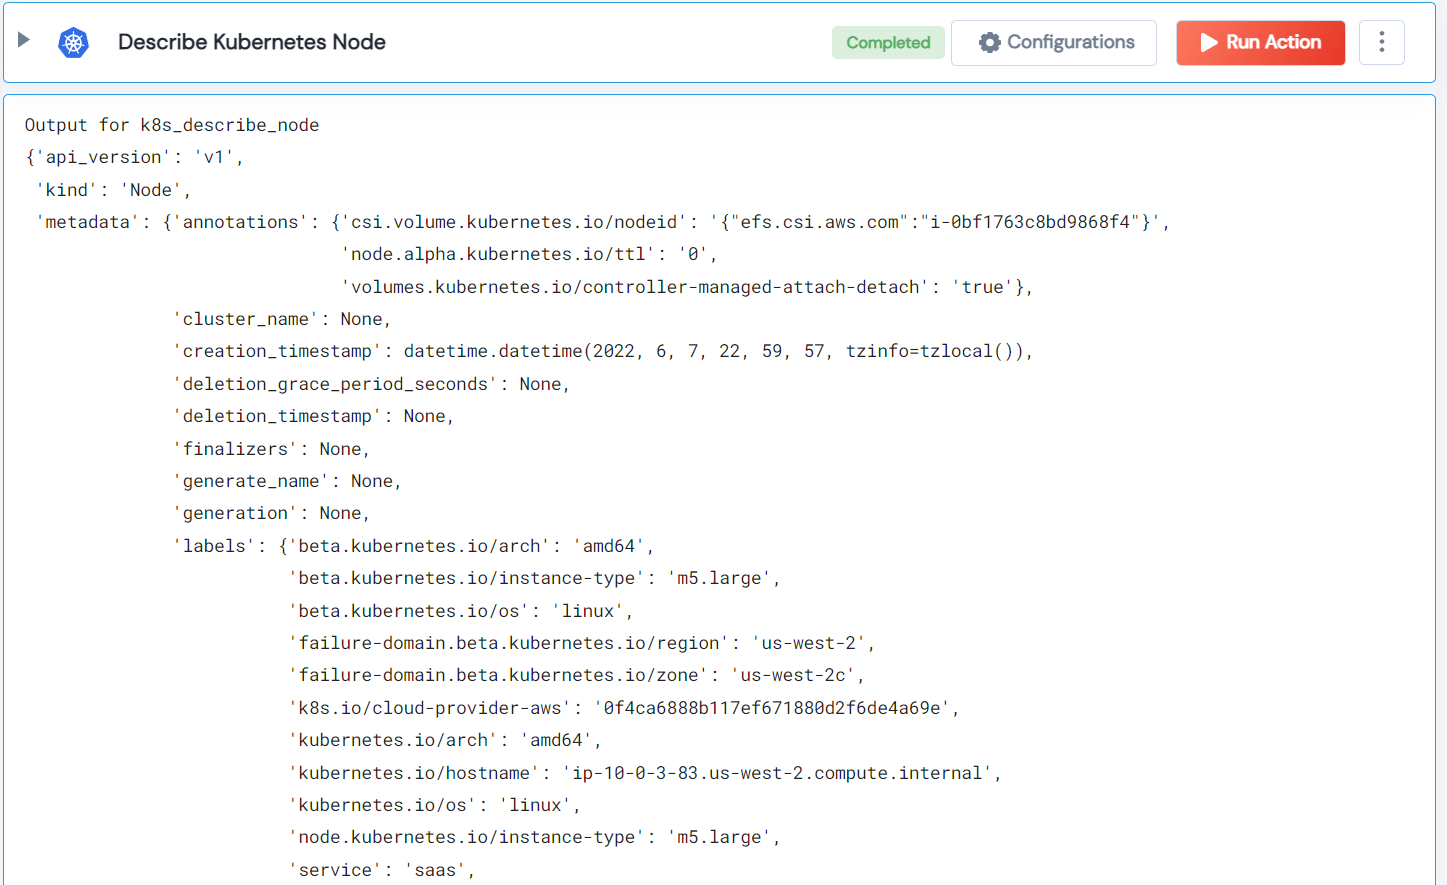 Describe Kubernetes Node
Completed
Configurations
Run Action
Output for k8s_describe_node
{'api_version': 'v1',
 'kind': 'Node',
 'metadata': {'annotations': {'csi.volume.kubernetes.io/nodeid': '{"efs.csi.aws.com":"i-0bf1763c8bd9868f4"}',
                              'node.alpha.kubernetes.io/ttl': '0',
                              'volumes.kubernetes.io/controller-managed-attach-detach': 'true'},
              'cluster_name': None,
              'creation_timestamp': datetime.datetime(2022, 6, 7, 22, 59, 57, tzinfo=tzlocal()),
              'deletion_grace_period_seconds': None,
              'deletion_timestamp': None,
              'finalizers': None,
              'generate_name': None,
              'generation': None,
              'labels': {'beta.kubernetes.io/arch': 'amd64',
                         'beta.kubernetes.io/instance-type': 'm5.large',
                         'beta.kubernetes.io/os': 'linux',
                         'failure-domain.beta.kubernetes.io/region': 'us-west-2',
                         'failure-domain.beta.kubernetes.io/zone': 'us-west-2c',
                         'k8s.io/cloud-provider-aws': '0f4ca6888b117ef671880d2f6de4a69e',
                         'kubernetes.io/arch': 'amd64',
                         'kubernetes.io/hostname': 'ip-10-0-3-83.us-west-2.compute.internal',
                         'kubernetes.io/os': 'linux',
                         'node.kubernetes.io/instance-type': 'm5.large',
                         'service': 'saas',